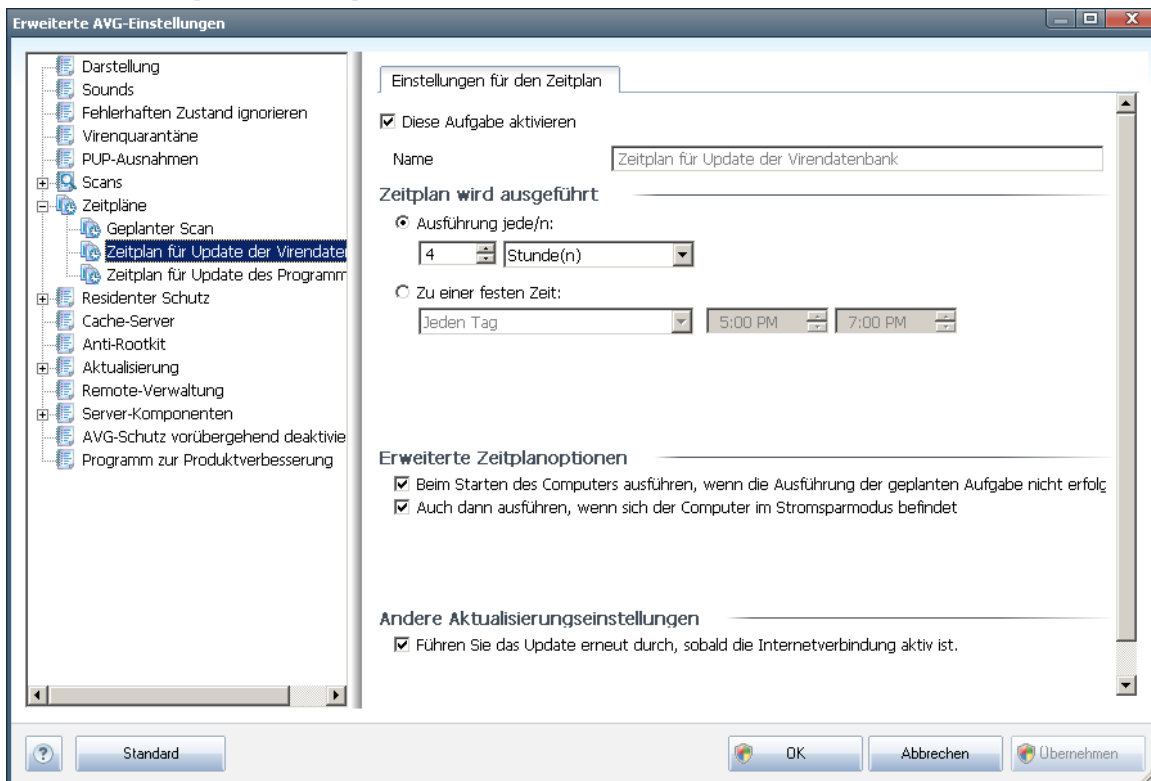 Erweiterte AVG-Einstellungen
Darstellung
Sounds
Fehlerhaften Zustand ignorieren
Virenquarantäne
PUP-Ausnahmen
Scans
Zeitpläne
Geplanter Scan
Zeitplan für Update der Virendate
Zeitplan für Update des Programm
Residenter Schutz
Cache-Server
Anti-Rootkit
Aktualisierung
Remote-Verwaltung
Server-Komponenten
AVG-Schutz vorübergehend deaktivie
Programm zur Produktverbesserung
Einstellungen für den Zeitplan
Diese Aufgabe aktivieren
Name Zeitplan für Update der Virendatenbank
Zeitplan wird ausgeführt
Ausführung jede/n:
4 Stunde(n)
Zu einer festen Zeit:
Jeden Tag 5:00 PM 7:00 PM
Erweiterte Zeitplanoptionen
Beim Starten des Computers ausführen, wenn die Ausführung der geplanten Aufgabe nicht erfolg
Auch dann ausführen, wenn sich der Computer im Stromsparmodus befindet
Andere Aktualisierungseinstellungen
Führen Sie das Update erneut durch, sobald die Internetverbindung aktiv ist.
? Standard OK Abbrechen Übernehmen